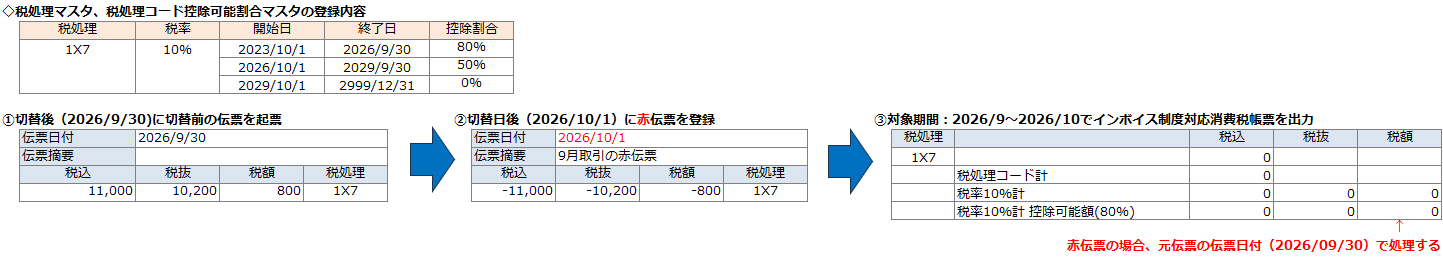 ◇税処理マスタ、税処理コード控除可能割合マスタの登録内容
税処理 税率 開始日 終了日 控除割合
1X7 10% 2023/10/1 2026/9/30 80%
2026/10/1 2029/9/30 50%
2029/10/1 2999/12/31 0%
①切替後（2026/9/30)に切替前の伝票を起票
伝票日付 2026/9/30
伝票摘要
税込 税抜 税額 税処理
11,000 10,200 800 1X7
②切替日後（2026/10/1）に赤伝票を登録
伝票日付 2026/10/1
伝票摘要 9月取引の赤伝票
税込 税抜 税額 税処理
-11,000 -10,200 -800 1X7
③対象期間：2026/9～2026/10でインボイス制度対応消費税帳票を出力
税処理 税込 税抜 税額
1X7 0
税処理コード計 0
税率10%計 0 0 0
税率10%計 控除可能額(80%) 0 0 0
↑
赤伝票の場合、元伝票の伝票日付（2026/09/30）で処理する